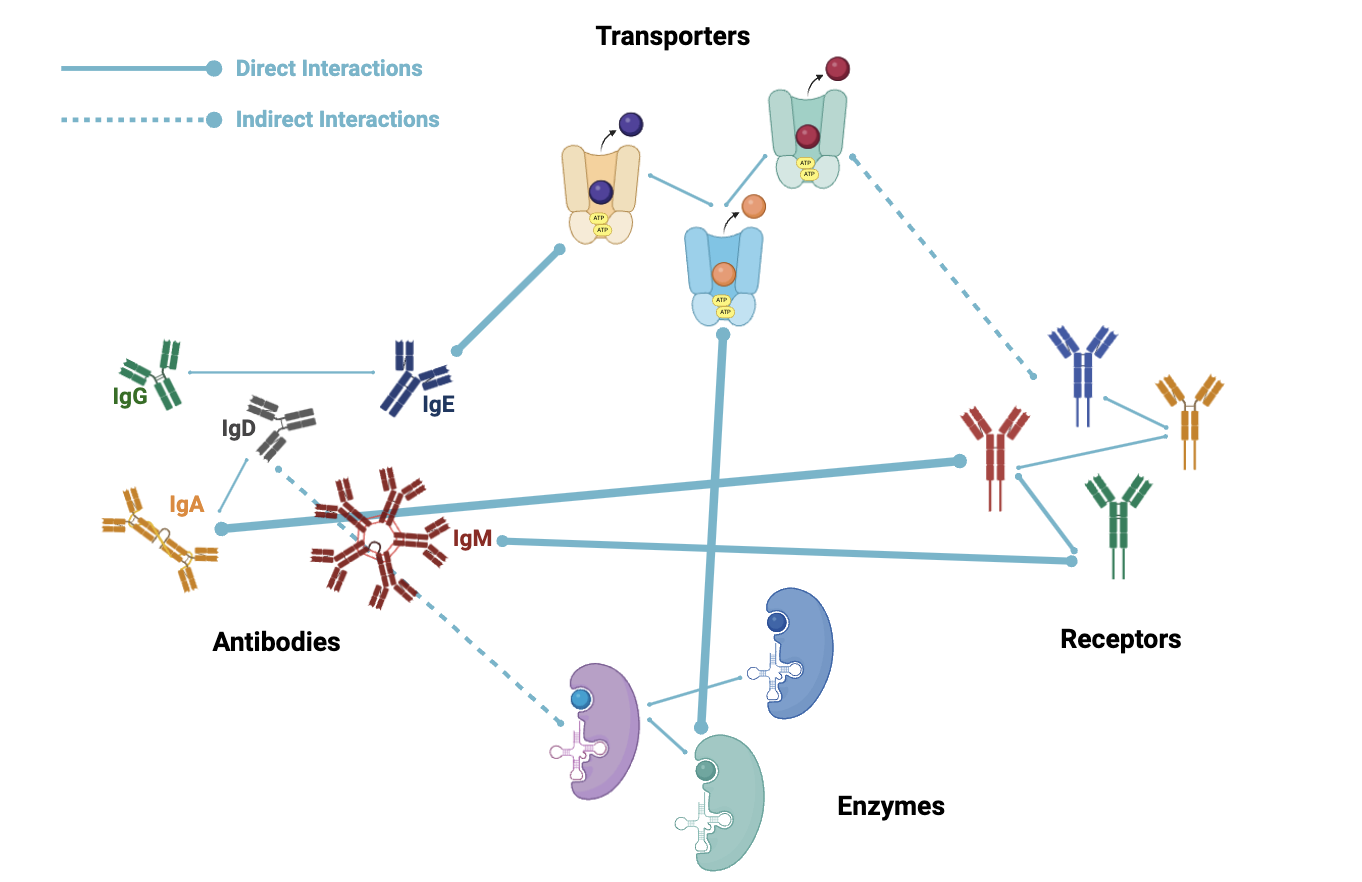 Transporters
Direct Interactions
Indirect Interactions
ATP
ATP
ATP
ATP
ATP
ATP
IgG
IgE
IgD
IgA
IgM
Antibodies
Receptors
Enzymes